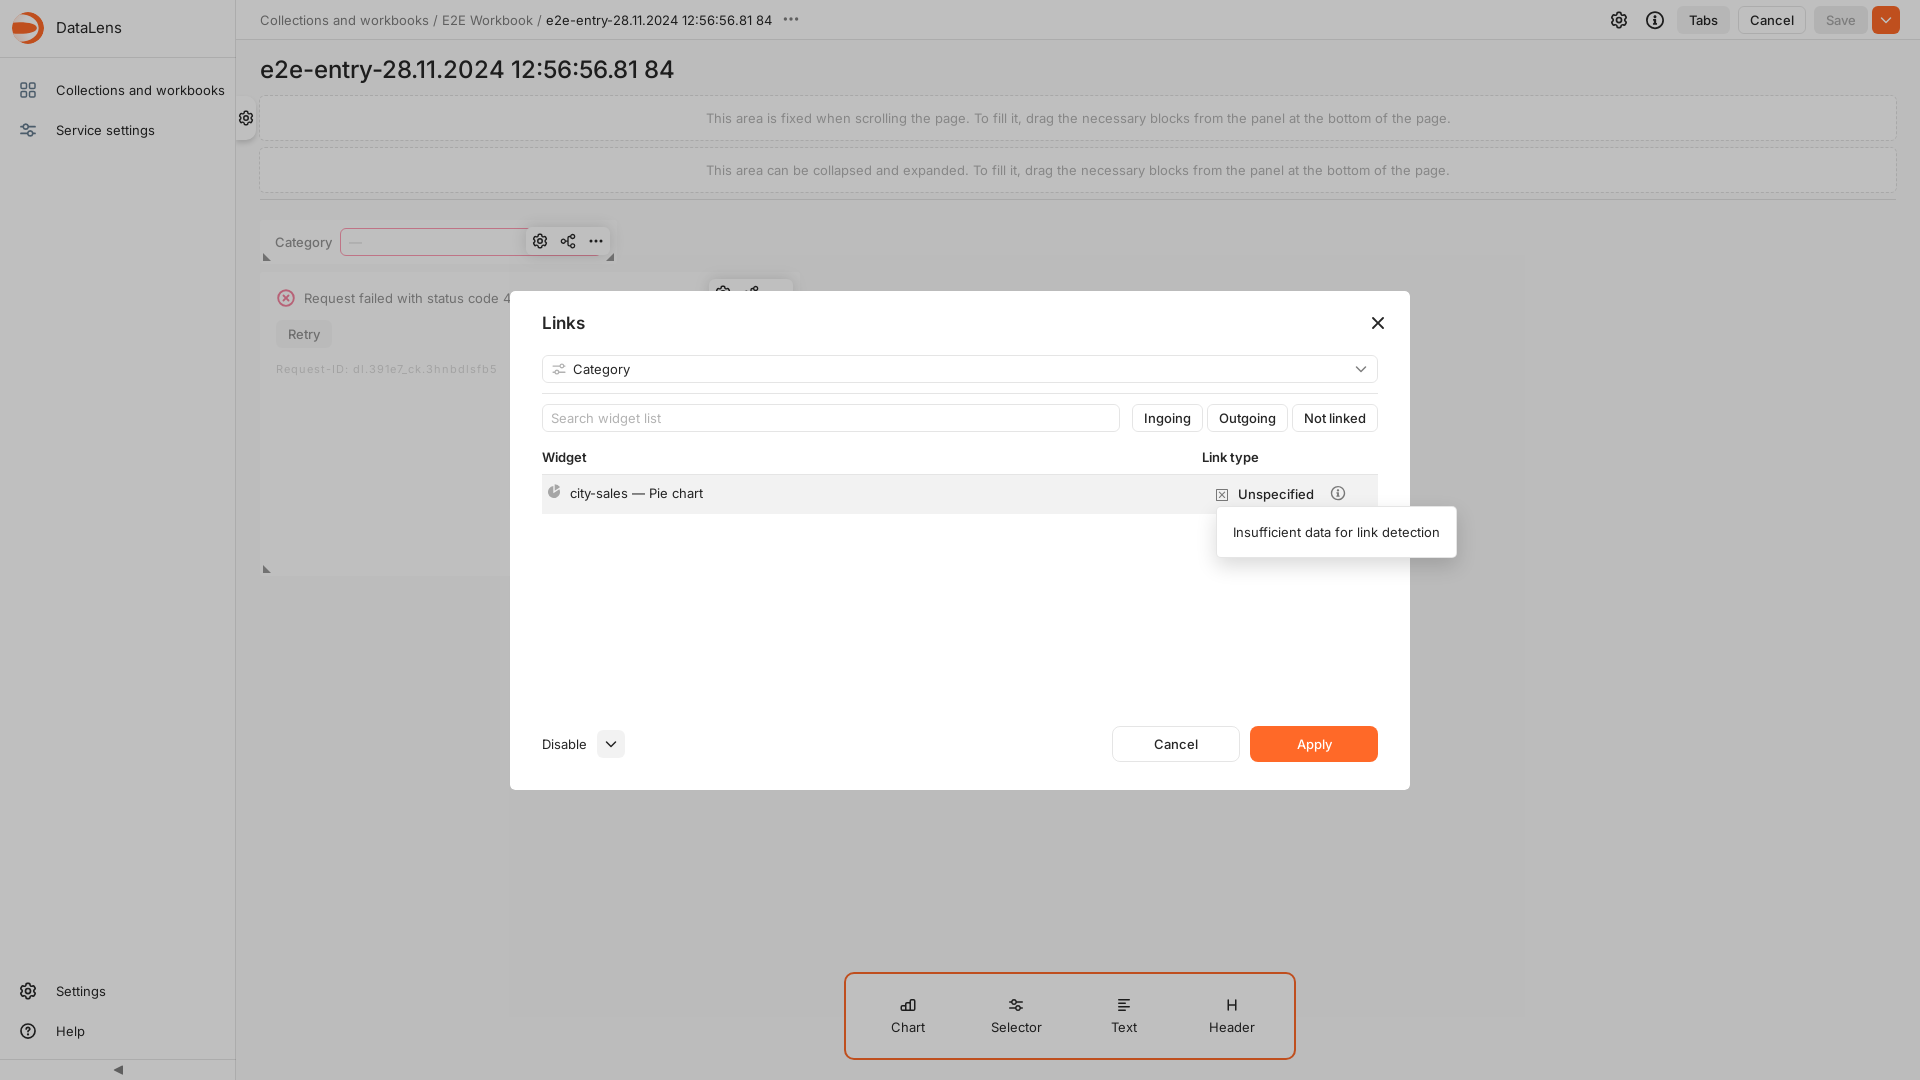 DataLens
Collections and workbooks / E2E Workbook / e2e-entry-28.11.2024 12:56:56.81 84
Tabs
Cancel
Save
Collections and workbooks
Service settings
e2e-entry-28.11.2024 12:56:56.81 84
This area is fixed when scrolling the page. To fill it, drag the necessary blocks from the panel at the bottom of the page.
This area can be collapsed and expanded. To fill it, drag the necessary blocks from the panel at the bottom of the page.
Category
—
Request failed with status code 4
Retry
Request-ID: dl.391e7_ck.3hnbdisfb5
Links
Category
Search widget list
Ingoing
Outgoing
Not linked
Widget
Link type
city-sales — Pie chart
Unspecified
Insufficient data for link detection
Disable
Cancel
Apply
Chart
Selector
Text
Header
Settings
Help